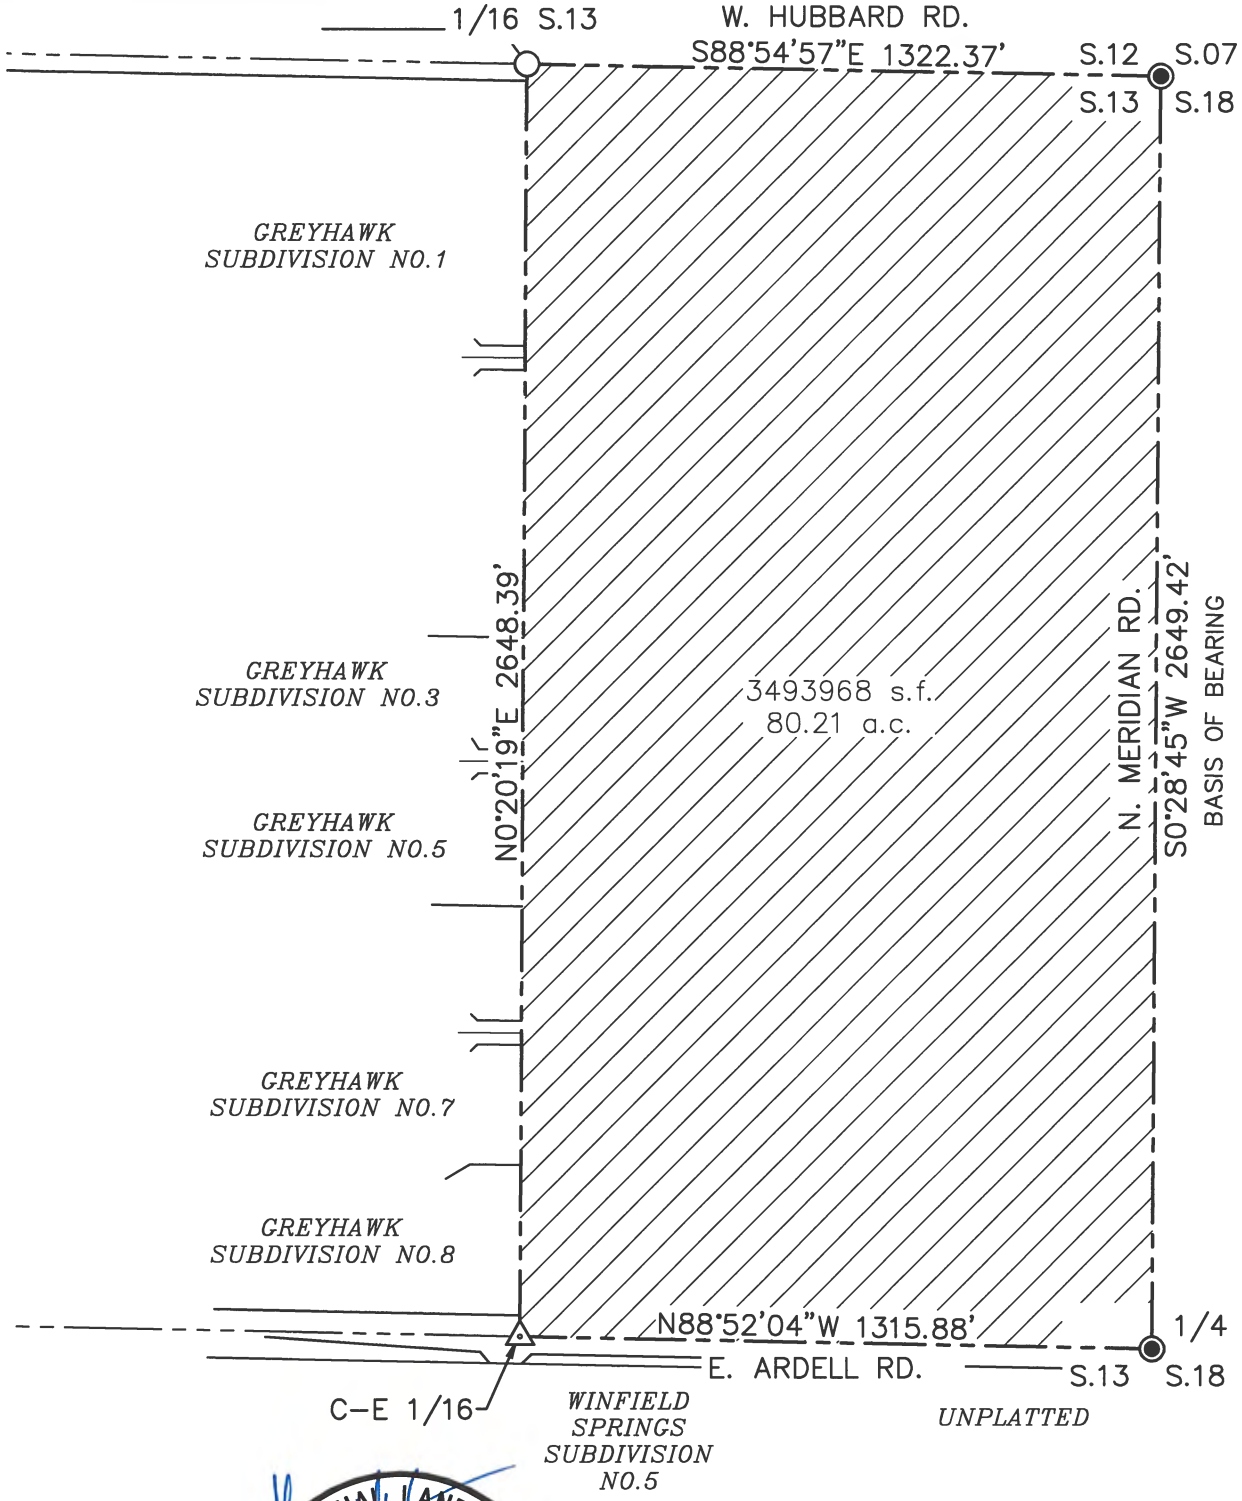 1/16 S.13
W. HUBBARD RD.
S88°54'57"E 1322.37'
S.12
S.07
S.13
S.18
GREYHAWK
SUBDIVISION NO.1
N0°20'19"E 2648.39'
GREYHAWK
SUBDIVISION NO.3
3493968 s.f.
80.21 a.c.
N. MERIDIAN RD.
S0°28'45"W 2649.42'
BASIS OF BEARING
GREYHAWK
SUBDIVISION NO.5
GREYHAWK
SUBDIVISION NO.7
GREYHAWK
SUBDIVISION NO.8
N88°52'04"W 1315.88'
1/4
E. ARDELL RD.
S.13
S.18
C-E 1/16
WINFIELD
SPRINGS
SUBDIVISION
NO.5
UNPLATTED
LAND